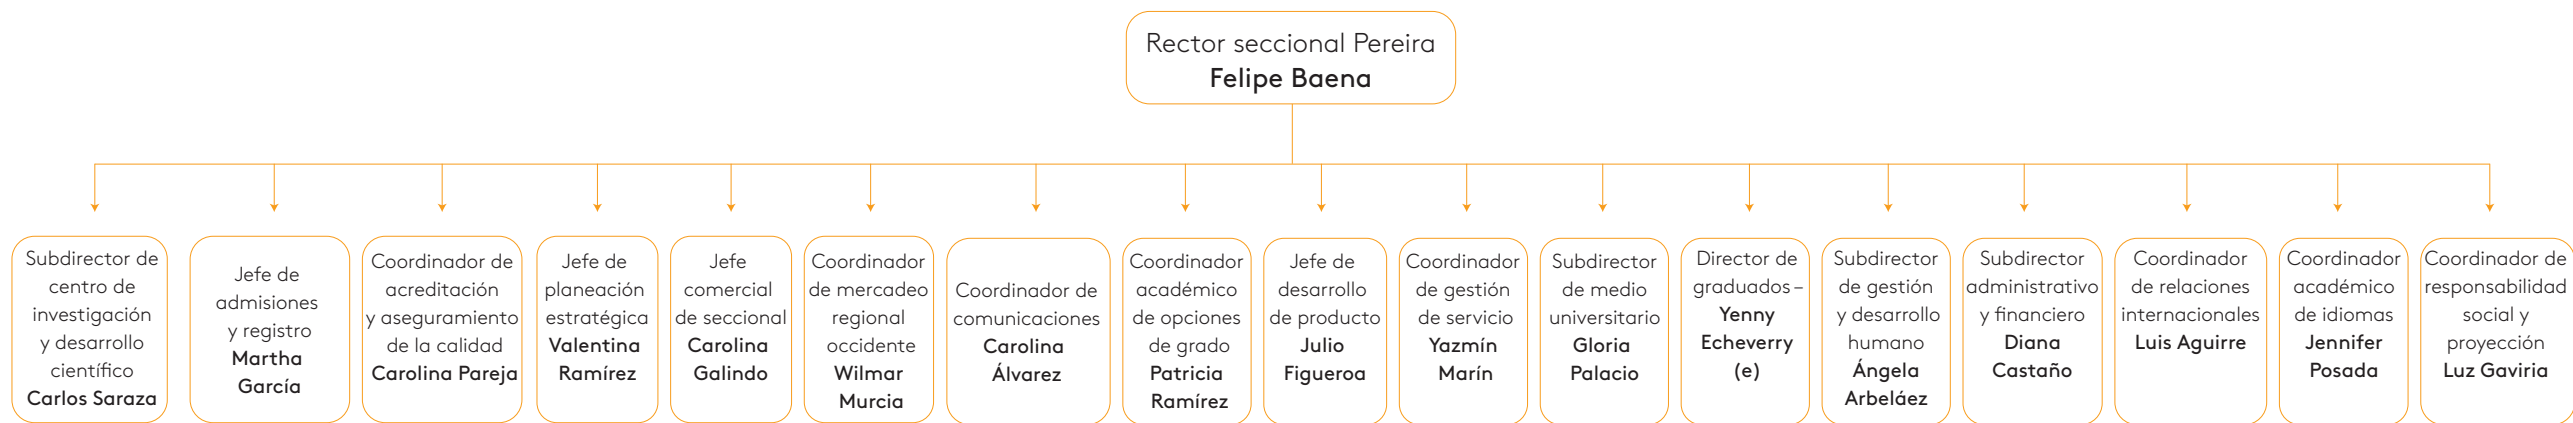 Rector seccional Pereira
Felipe Baena
Subdirector de
centro de
investigación
y desarrollo
científico
Carlos Saraza
Jefe de
admisiones
y registro
Martha
García
Coordinador de
acreditación
y aseguramiento
de la calidad
Carolina Pareja
Jefe de
planeación
estratégica
Valentina
Ramírez
Jefe
comercial
de seccional
Carolina
Galindo
Coordinador
de mercadeo
regional
occidente
Wilmar
Murcia
Coordinador de
comunicaciones
Carolina
Álvarez
Coordinador
académico
de opciones
de grado
Patricia
Ramírez
Jefe de
desarrollo
de producto
Julio
Figueroa
Coordinador
de gestión
de servicio
Yazmín
Marín
Subdirector
de medio
universitario
Gloria
Palacio
Director de
graduados –
Yenny
Echeverry
(e)
Subdirector
de gestión
y desarrollo
humano
Ángela
Arbeláez
Subdirector
administrativo
y financiero
Diana
Castaño
Coordinador
de relaciones
internacionales
Luis Aguirre
Coordinador
académico
de idiomas
Jennifer
Posada
Coordinador de
responsabilidad
social y
proyección
Luz Gaviria